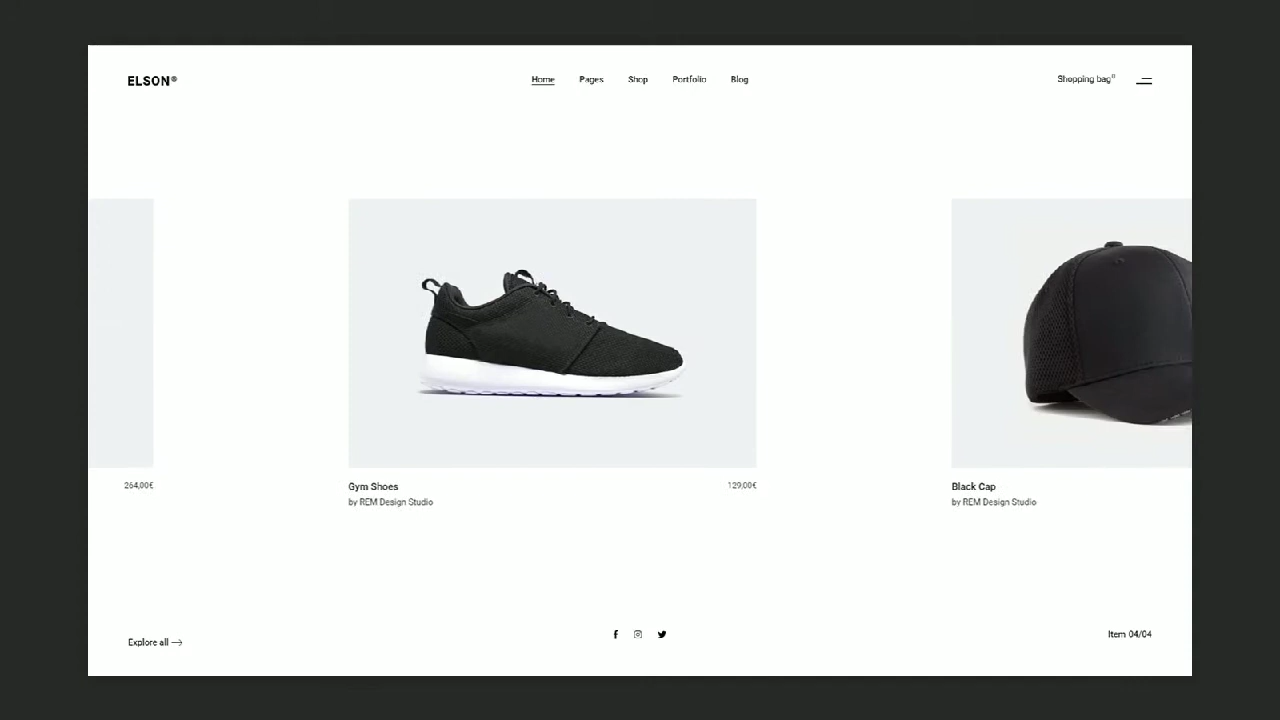 ELSON®
Home Pages Shop Portfolio Blog
Shopping bag0
264,00€
Gym Shoes
129,00€
by REM Design Studio
Black Cap
by REM Design Studio
Explore all
Item 04/04